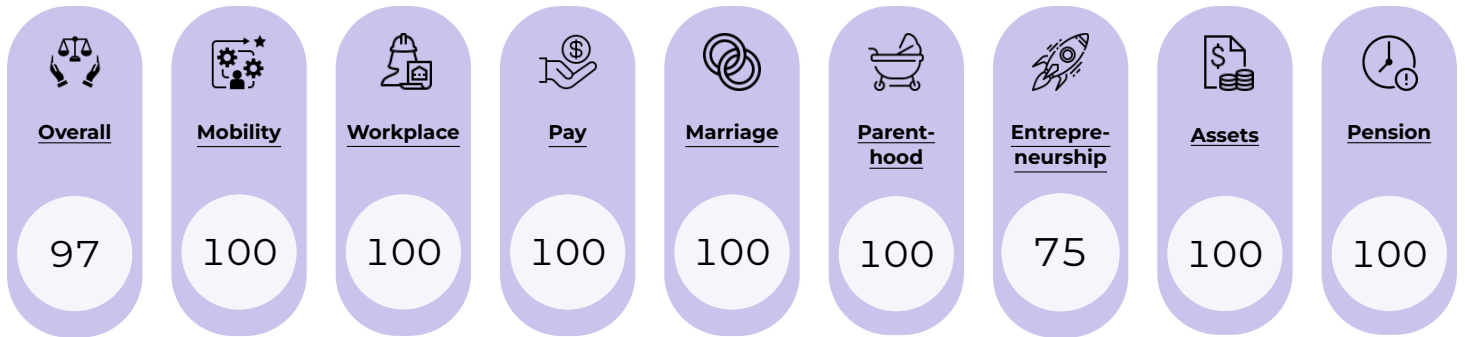 Overall
97
Mobility
100
Workplace
100
Pay
$
100
Marriage
100
Parent-
hood
100
Entrepre-
neurship
75
Assets
$
100
Pension
!
100